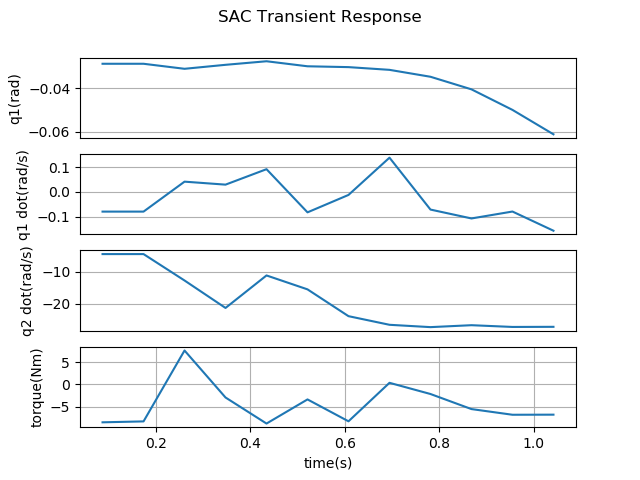 SAC Transient Response
q1(rad)
−0.04
−0.06
q1 dot(rad/s)
0.1
0.0
−0.1
q2 dot(rad/s)
−10
−20
torque(Nm)
5
0
−5
0.2 0.4 0.6 0.8 1.0
time(s)